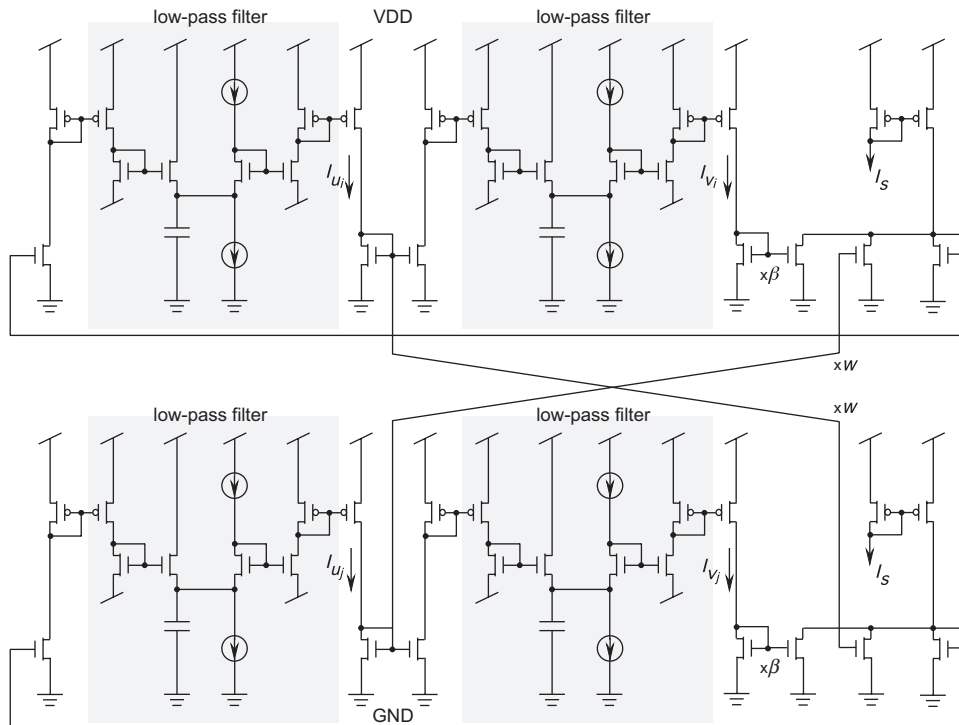 low-pass filter
VDD
low-pass filter
I_{u_i}
I_{v_i}
I_s
xβ
xw
xw
low-pass filter
low-pass filter
I_{u_j}
I_{v_j}
I_s
xβ
GND